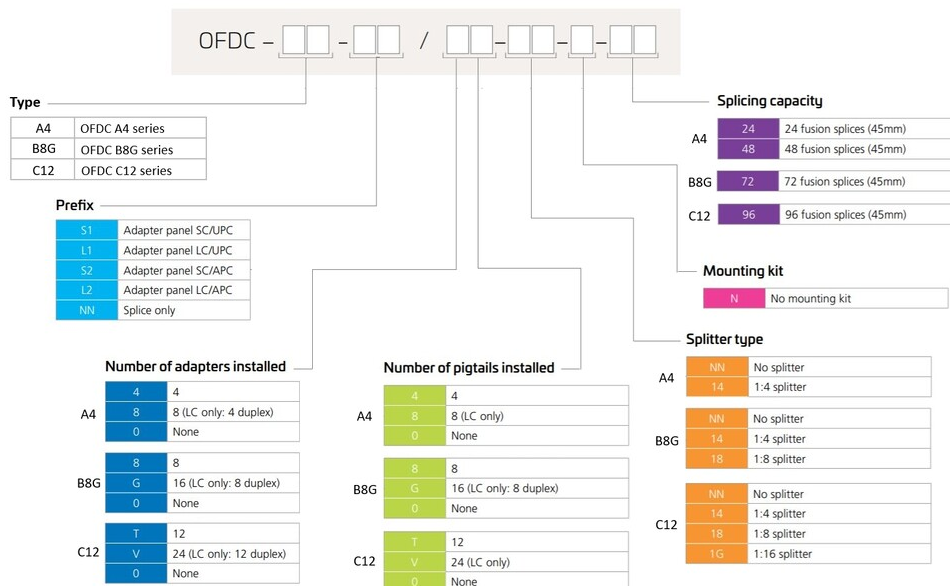 OFDC – – / – – –
Type
A4 OFDC A4 series
B8G OFDC B8G series
C12 OFDC C12 series
Prefix
S1 Adapter panel SC/UPC
L1 Adapter panel LC/UPC
S2 Adapter panel SC/APC
L2 Adapter panel LC/APC
NN Splice only
Splicing capacity
A4
24 24 fusion splices (45mm)
48 48 fusion splices (45mm)
B8G
72 72 fusion splices (45mm)
C12
96 96 fusion splices (45mm)
Mounting kit
N No mounting kit
Splitter type
A4
NN No splitter
14 1:4 splitter
B8G
NN No splitter
14 1:4 splitter
18 1:8 splitter
C12
NN No splitter
14 1:4 splitter
18 1:8 splitter
1G 1:16 splitter
Number of adapters installed
A4
4 4
8 8 (LC only: 4 duplex)
0 None
B8G
8 8
G 16 (LC only: 8 duplex)
0 None
C12
T 12
V 24 (LC only: 12 duplex)
0 None
Number of pigtails installed
A4
4 4
8 8 (LC only)
0 None
B8G
8 8
G 16 (LC only: 8 duplex)
0 None
C12
T 12
V 24 (LC only)
0 None